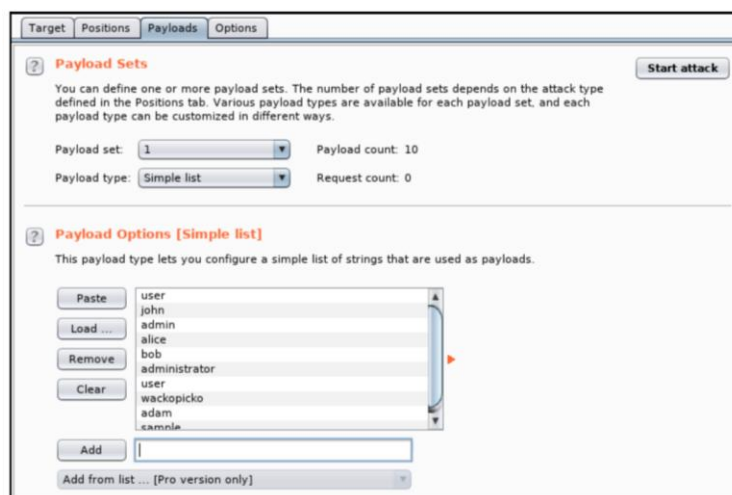 Target Positions Payloads Options
? Payload Sets
Start attack
You can define one or more payload sets. The number of payload sets depends on the attack type
defined in the Positions tab. Various payload types are available for each payload set, and each
payload type can be customized in different ways.
Payload set: 1 Payload count: 10
Payload type: Simple list Request count: 0
? Payload Options [Simple list]
This payload type lets you configure a simple list of strings that are used as payloads.
Paste
Load ...
Remove
Clear
user
john
admin
alice
bob
administrator
user
wackopicko
adam
sample
Add
Add from list ... [Pro version only]